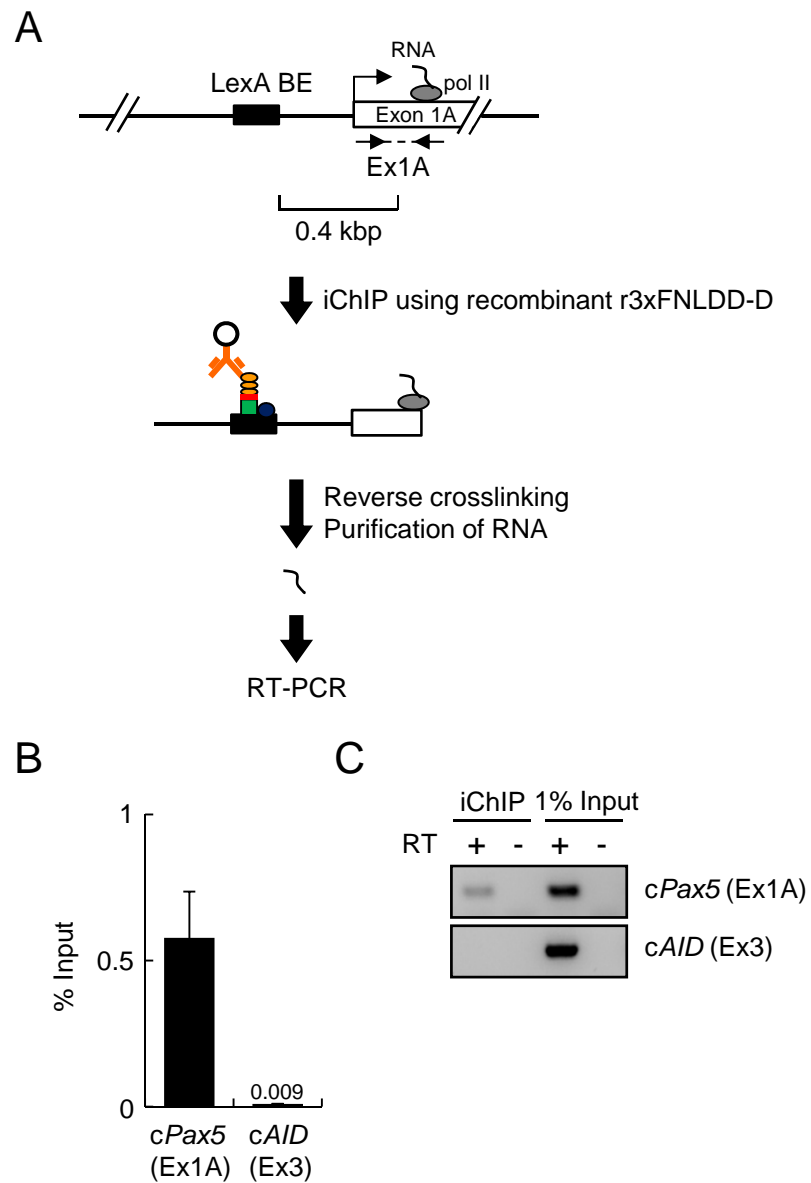 A
RNA
LexA BE
pol II
Exon 1A
Ex1A
0.4 kbp
iChIP using recombinant r3xFNLDD-D
Reverse crosslinking
Purification of RNA
RT-PCR
B
1
0.5
0
% Input
0.009
cPax5
(Ex1A)
cAID
(Ex3)
C
iChIP 1% Input
RT + - + -
cPax5 (Ex1A)
cAID (Ex3)